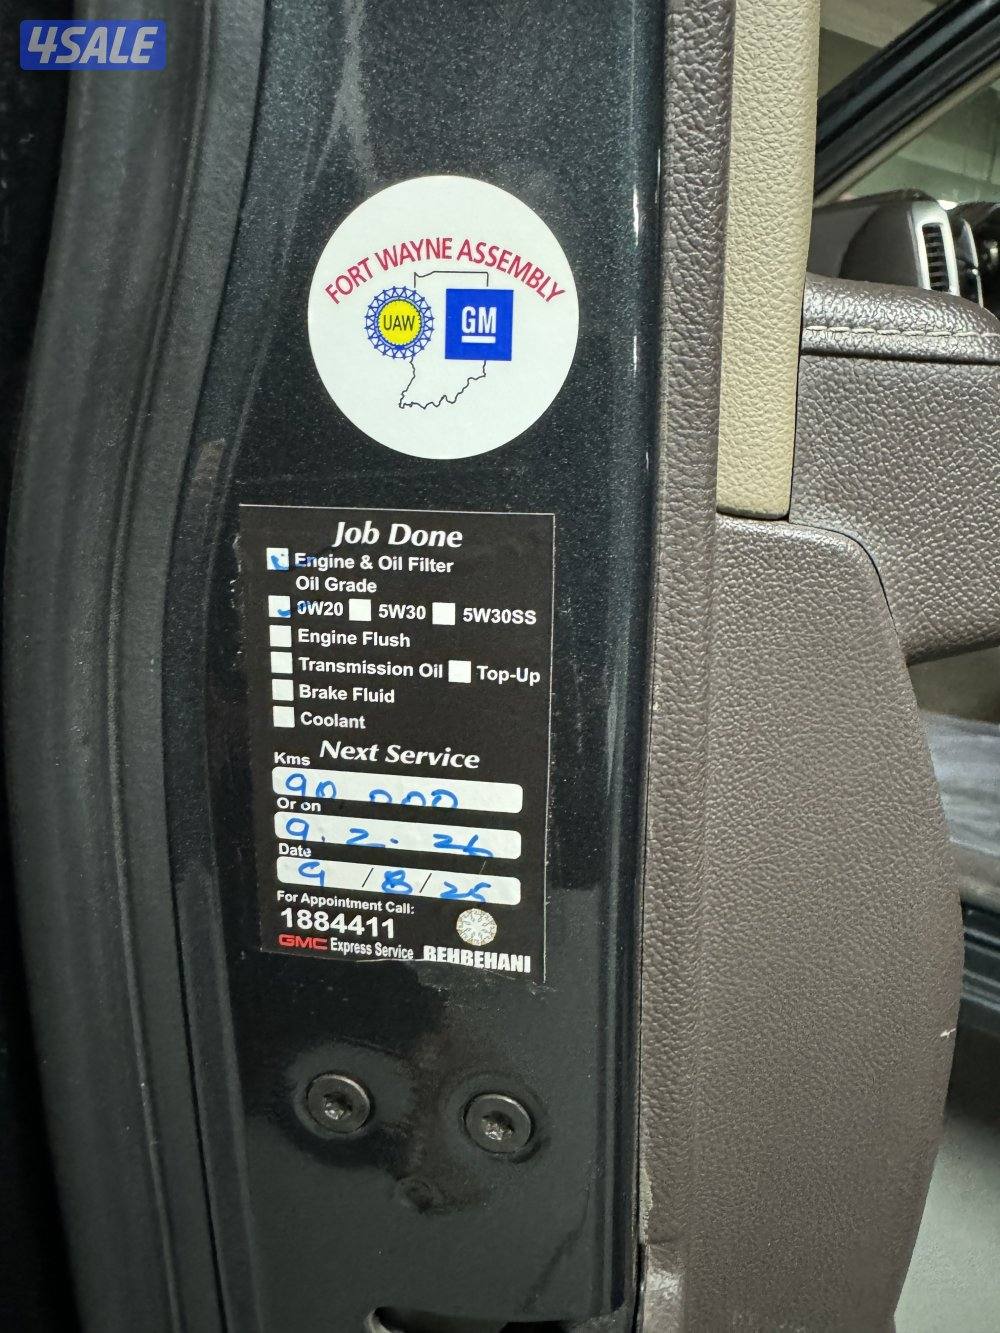 4SALE
FORT WAYNE ASSEMBLY
UAW
GM
Job Done
Engine & Oil Filter
Oil Grade
0W20 5W30 5W30SS
Engine Flush
Transmission Oil Top-Up
Brake Fluid
Coolant
Next Service
Kms
90 000
Or on
9.2.26
Date
9/8/25
For Appointment Call:
1884411
GMC Express Service BEHBEHANI